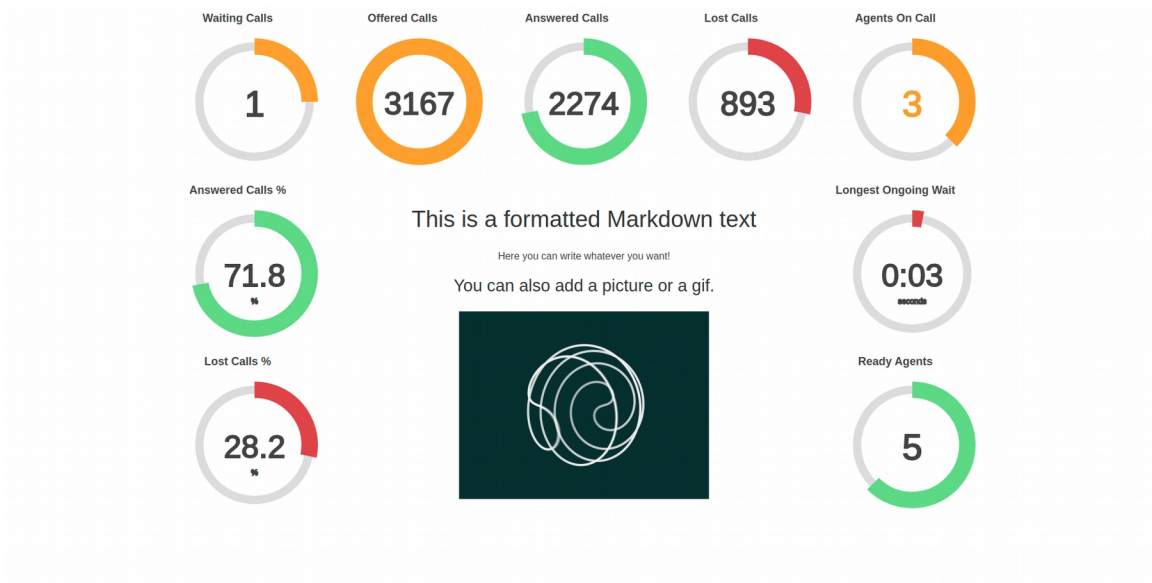 Waiting Calls
Offered Calls
Answered Calls
Lost Calls
Agents On Call
1
3167
2274
893
3
Answered Calls %
Longest Ongoing Wait
71.8
%
This is a formatted Markdown text
Here you can write whatever you want!
You can also add a picture or a gif.
0:03
seconds
Lost Calls %
Ready Agents
28.2
%
5